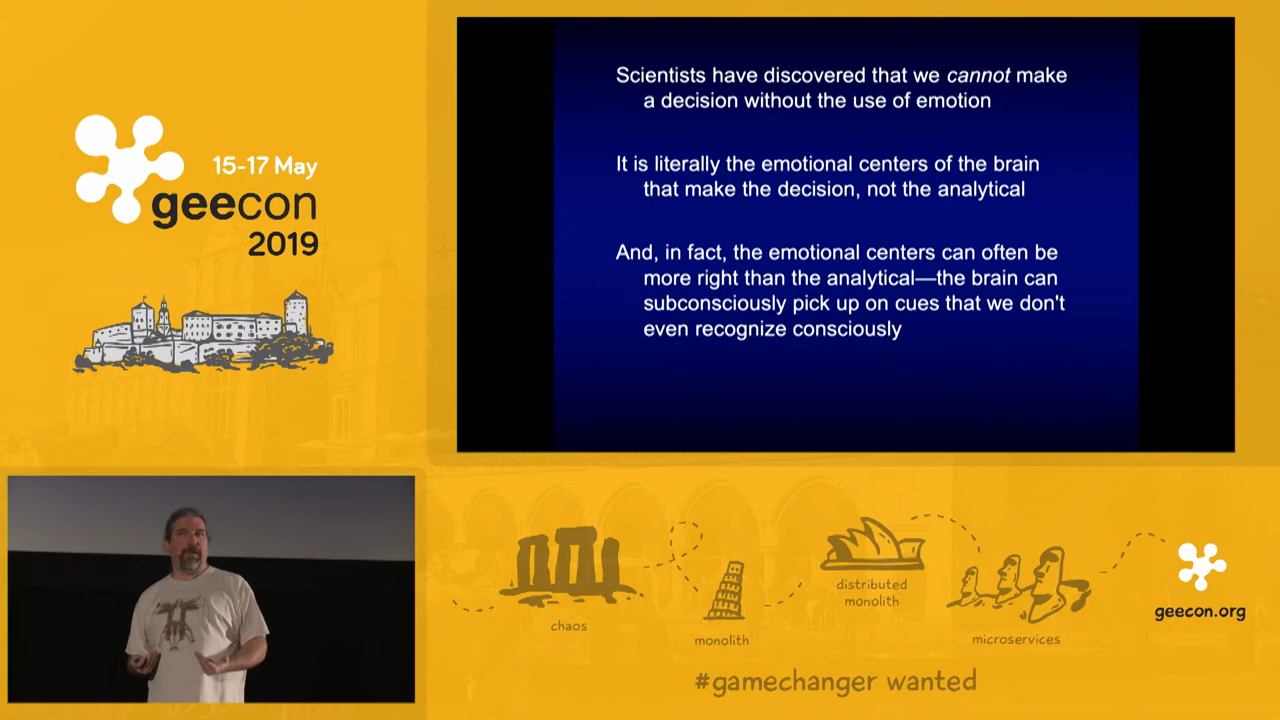 15-17 May
geecon
2019
Scientists have discovered that we cannot make
a decision without the use of emotion
It is literally the emotional centers of the brain
that make the decision, not the analytical
And, in fact, the emotional centers can often be
more right than the analytical—the brain can
subconsciously pick up on cues that we don't
even recognize consciously
chaos
monolith
distributed
monolith
microservices
geecon.org
#gamechanger wanted